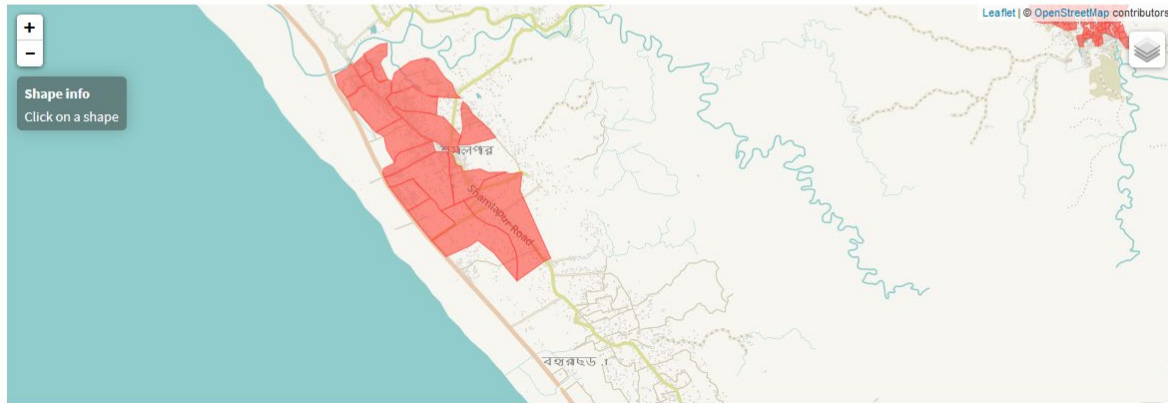 Leaflet | © OpenStreetMap contributors
+
−
Shape info
Click on a shape
Shamlapur Road